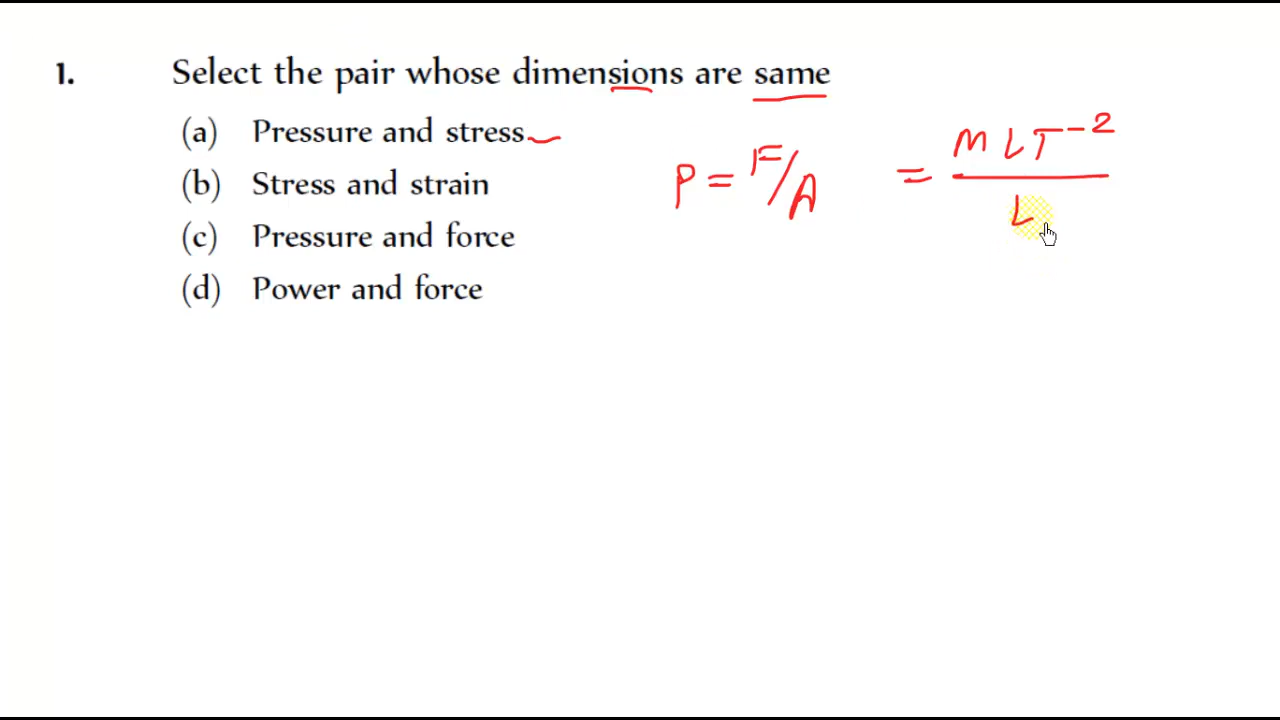 1. Select the pair whose dimensions are same
(a) Pressure and stress
(b) Stress and strain
(c) Pressure and force
(d) Power and force
P = F/A = MLT⁻²
L